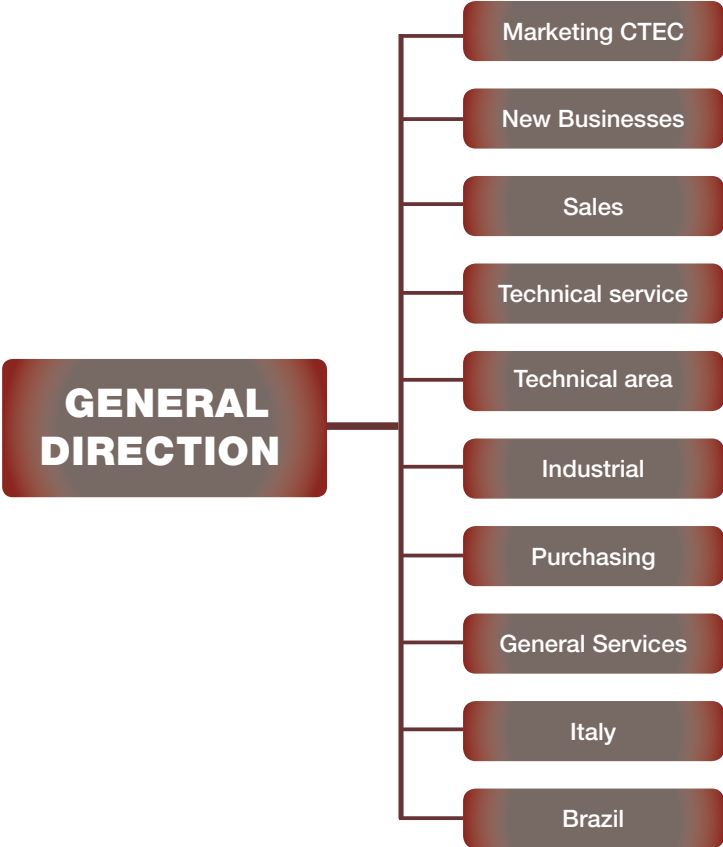 Marketing CTEC
New Businesses
Sales
Technical service
Technical area
GENERAL
DIRECTION
Industrial
Purchasing
General Services
Italy
Brazil